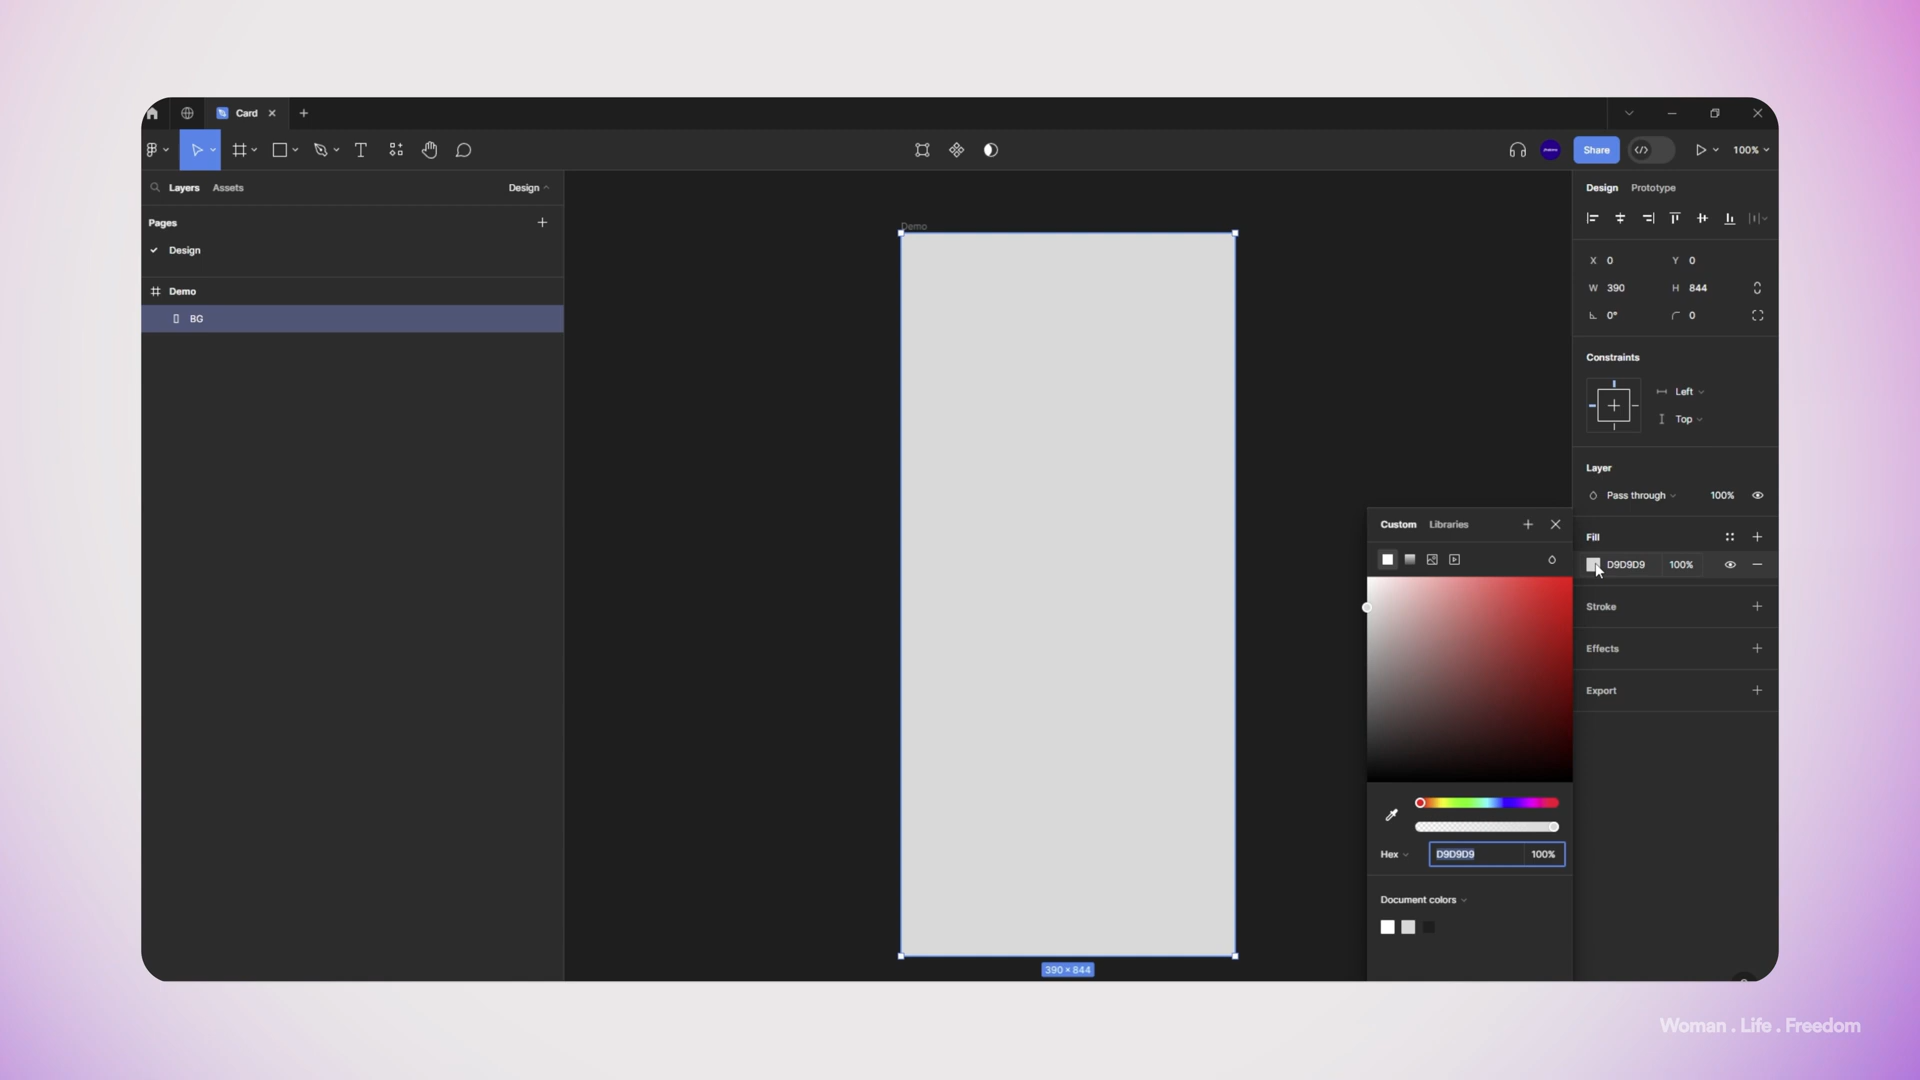 Card
Share
100%
Layers
Assets
Design
Pages
Design
Demo
BG
Demo
390 × 844
Design
Prototype
X 0
Y 0
W 390
H 844
0°
0
Constraints
Left
Top
Layer
Pass through
100%
Fill
D9D9D9
100%
Stroke
Effects
Export
Custom
Libraries
Hex
D9D9D9
100%
Document colors
Woman . Life . Freedom